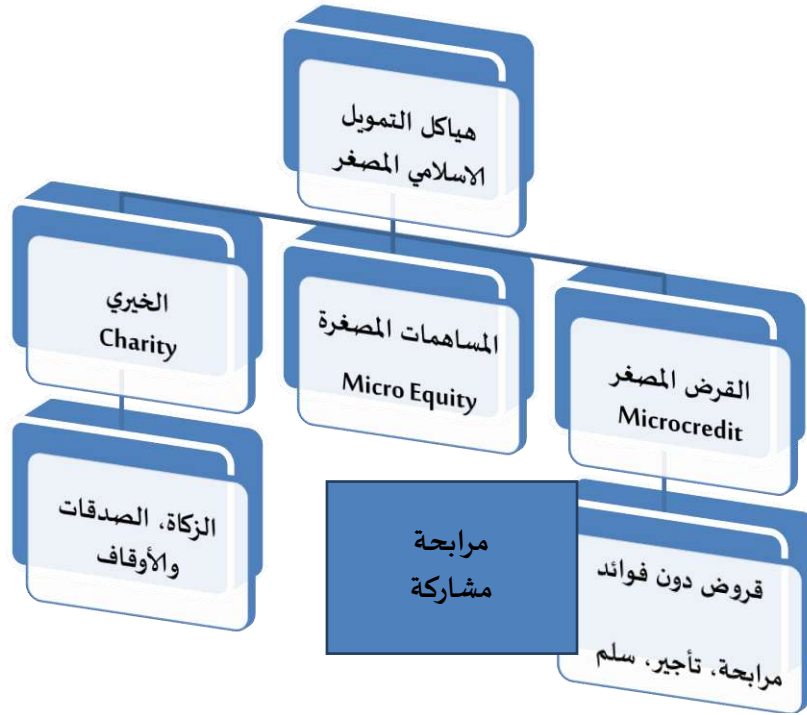 هياكل التمويل
الاسلامي المصغر
القرض المصغر
Microcredit
المساهمات المصغرة
Micro Equity
الخيري
Charity
قروض دون فوائد
مرابحة، تأجير، سلم
مرابحة
مشاركة
الزكاة، الصدقات
والأوقاف